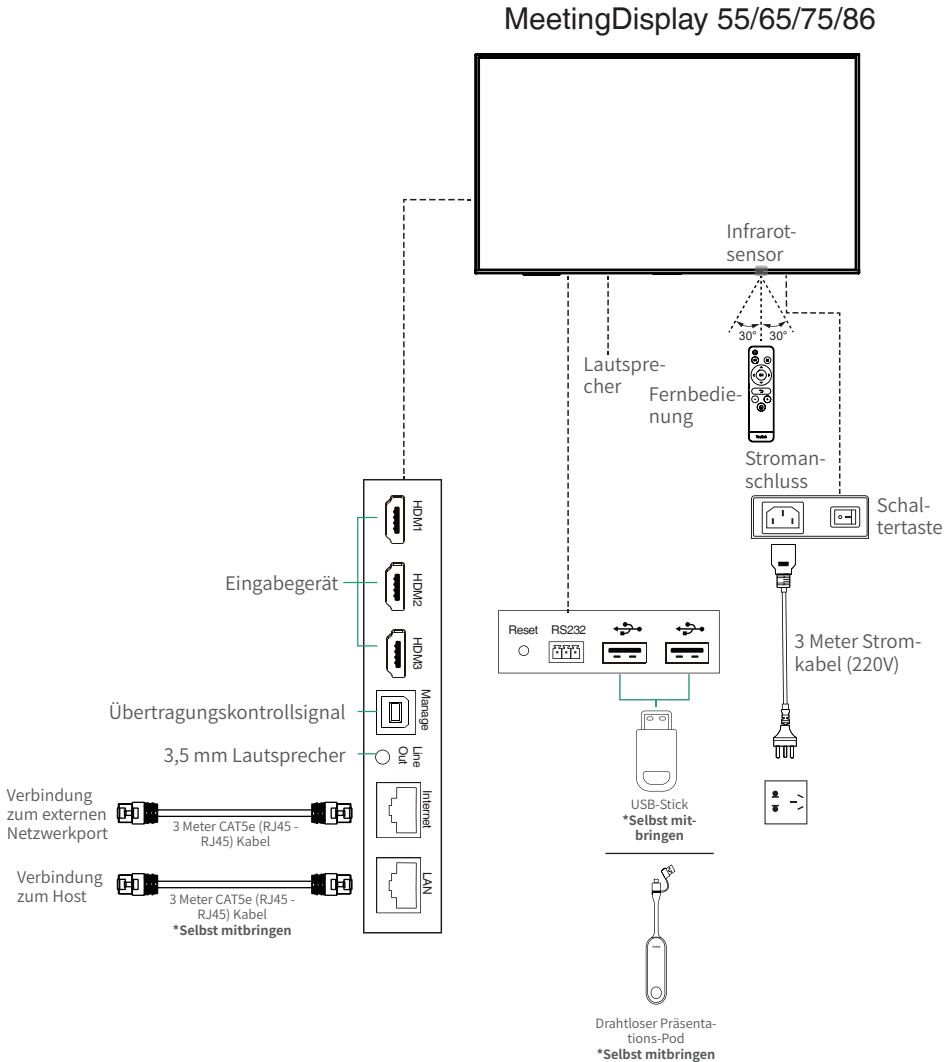 MeetingDisplay 55/65/75/86
Infrarot-
sensor
30° 30°
Lautspre-
cher
Fernbedie-
nung
Yealink
Stroman-
schluss
Schal-
tertaste
3 Meter Strom-
kabel (220V)
HDMI1
HDMI2
HDMI3
Manage
Line
Out
Internet
LAN
Eingabegerät
Übertragungskontrollsignal
3,5 mm Lautsprecher
Verbindung
zum externen
Netzwerkport
3 Meter CAT5e (RJ45 -
RJ45) Kabel
Verbindung
zum Host
3 Meter CAT5e (RJ45 -
RJ45) Kabel
*Selbst mitbringen
Reset RS232
USB-Stick
*Selbst mit-
bringen
Drahtloser Präsenta-
tions-Pod
*Selbst mitbringen